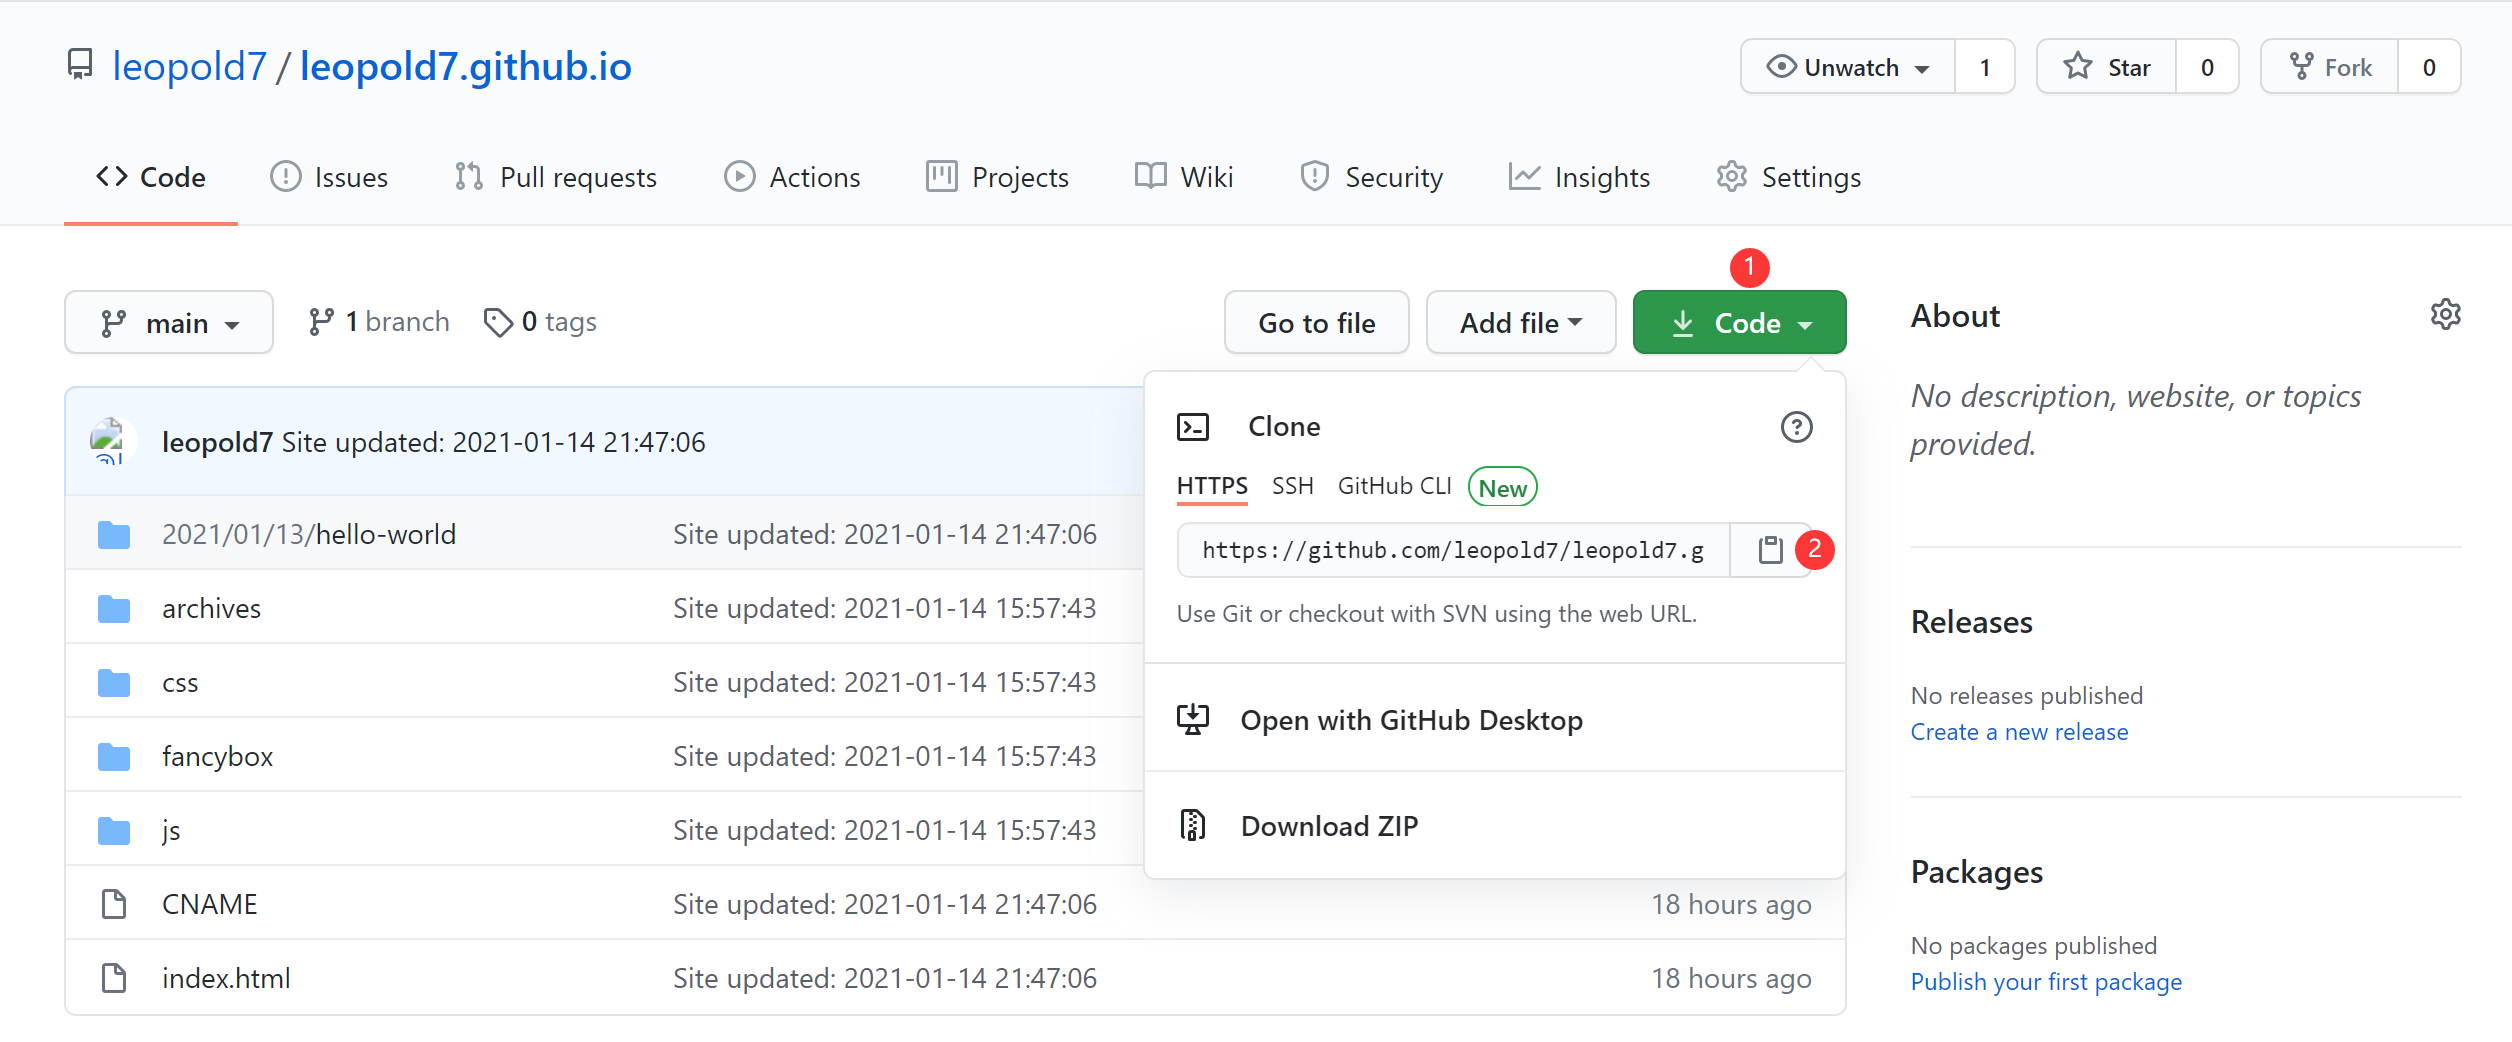 leopold7 / leopold7.github.io
Unwatch 1 Star 0 Fork 0
Code Issues Pull requests Actions Projects Wiki Security Insights Settings
1
main 1 branch 0 tags Go to file Add file Code
leopold7 Site updated: 2021-01-14 21:47:06
2021/01/13/hello-world Site updated: 2021-01-14 21:47:06
archives Site updated: 2021-01-14 15:57:43
css Site updated: 2021-01-14 15:57:43
fancybox Site updated: 2021-01-14 15:57:43
js Site updated: 2021-01-14 15:57:43
CNAME Site updated: 2021-01-14 21:47:06 18 hours ago
index.html Site updated: 2021-01-14 21:47:06 18 hours ago
Clone
HTTPS SSH GitHub CLI New
https://github.com/leopold7/leopold7.g 2
Use Git or checkout with SVN using the web URL.
Open with GitHub Desktop
Download ZIP
About
No description, website, or topics
provided.
Releases
No releases published
Create a new release
Packages
No packages published
Publish your first package